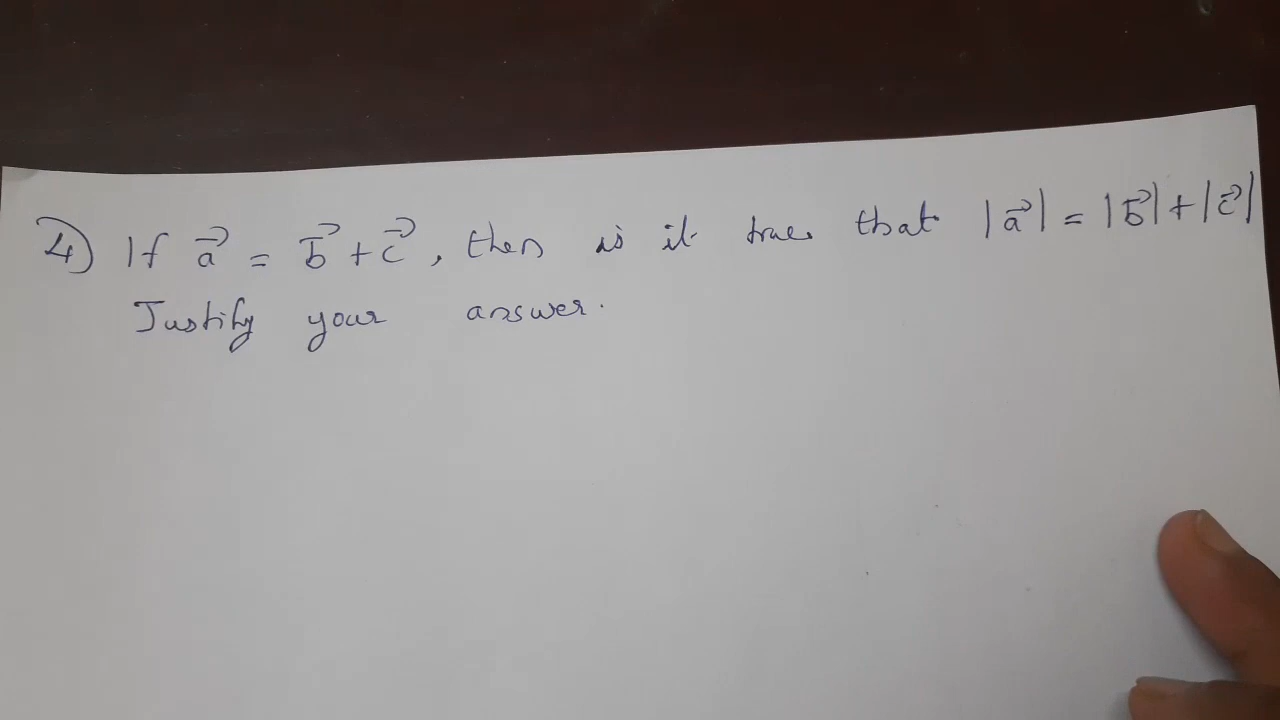 4) If a⃗ = b⃗ + c⃗, then is it true that |a⃗| = |b⃗| + |c⃗|
Justify your answer.